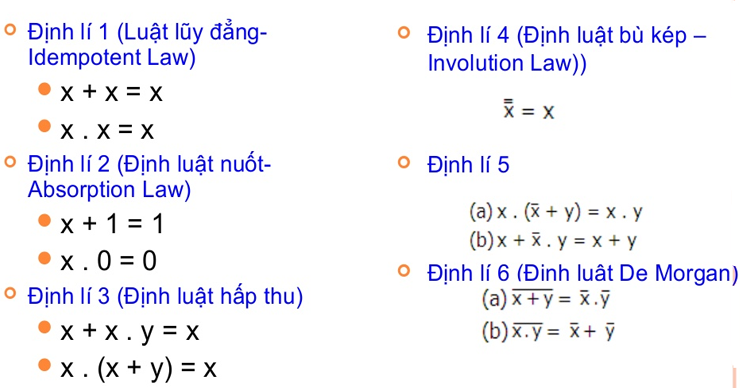 Định lí 1 (Luật lũy đẳng-
Idempotent Law)
x + x = x
x . x = x
Định lí 2 (Định luật nuốt-
Absorption Law)
x + 1 = 1
x . 0 = 0
Định lí 3 (Định luật hấp thu)
x + x . y = x
x . (x + y) = x
Định lí 4 (Định luật bù kép –
Involution Law))
x̿ = x
Định lí 5
(a) x . (x̅ + y) = x . y
(b) x + x̅ . y = x + y
Định lí 6 (Định luật De Morgan)
(a) x̅ ̅+̅ ̅y̅ = x̅ . y̅
(b) x̅.̅ ̅y̅ = x̅ + y̅